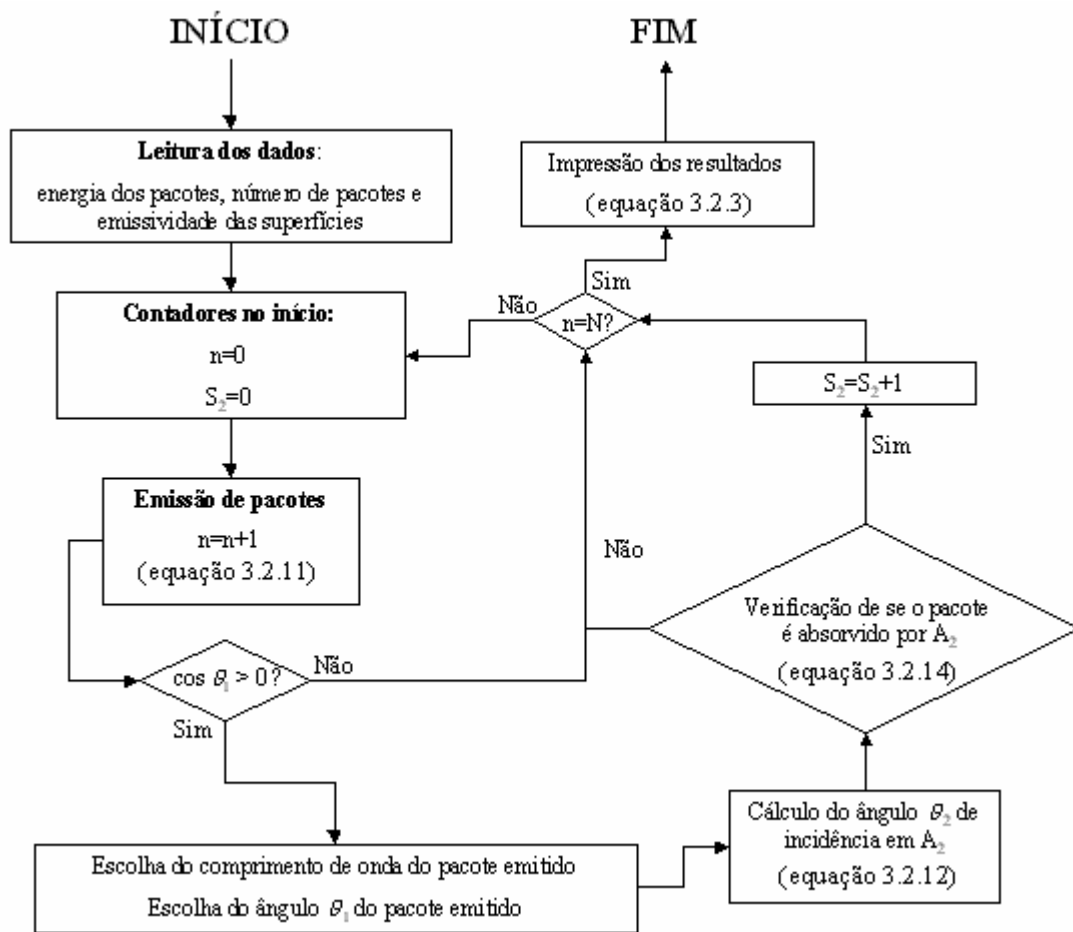 INÍCIO
FIM
Leitura dos dados:
energia dos pacotes, número de pacotes e
emissividade das superfícies
Impressão dos resultados
(equação 3.2.3)
Contadores no início:
n=0
S₂=0
Não
Sim
n=N?
S₂=S₂+1
Sim
Emissão de pacotes
n=n+1
(equação 3.2.11)
Não
Verificação de se o pacote
é absorvido por A₂
(equação 3.2.14)
cos θ₁ > 0?
Não
Sim
Escolha do comprimento de onda do pacote emitido
Escolha do ângulo θ₁ do pacote emitido
Cálculo do ângulo θ₂ de
incidência em A₂
(equação 3.2.12)